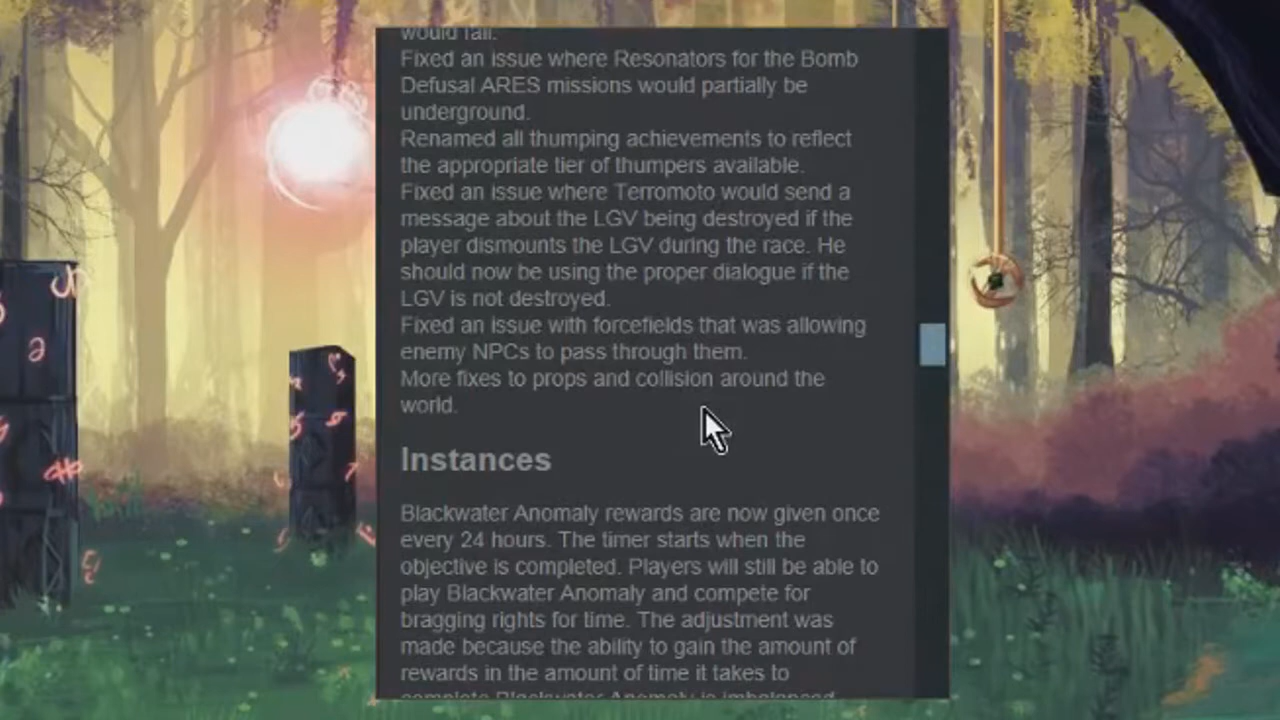 would fail.
Fixed an issue where Resonators for the Bomb
Defusal ARES missions would partially be
underground.
Renamed all thumping achievements to reflect
the appropriate tier of thumpers available.
Fixed an issue where Terromoto would send a
message about the LGV being destroyed if the
player dismounts the LGV during the race. He
should now be using the proper dialogue if the
LGV is not destroyed.
Fixed an issue with forcefields that was allowing
enemy NPCs to pass through them.
More fixes to props and collision around the
world.
Instances
Blackwater Anomaly rewards are now given once
every 24 hours. The timer starts when the
objective is completed. Players will still be able to
play Blackwater Anomaly and compete for
bragging rights for time. The adjustment was
made because the ability to gain the amount of
rewards in the amount of time it takes to
complete Blackwater Anomaly is imbalanced